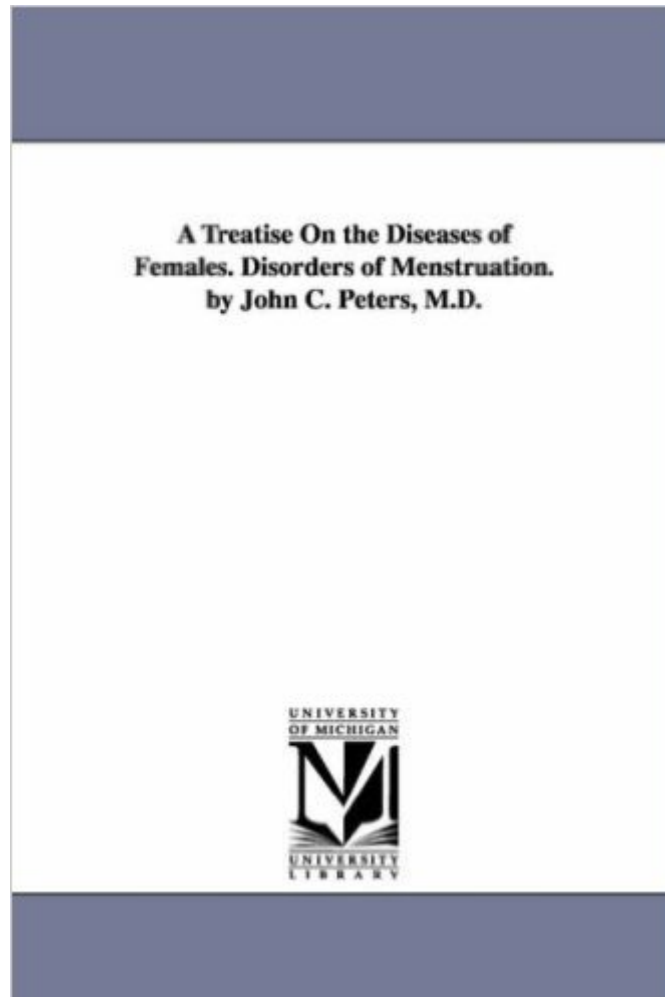 A Treatise On the Diseases of
Females. Disorders of Menstruation.
by John C. Peters, M.D.
UNIVERSITY
OF MICHIGAN
UNIVERSITY
LIBRARY